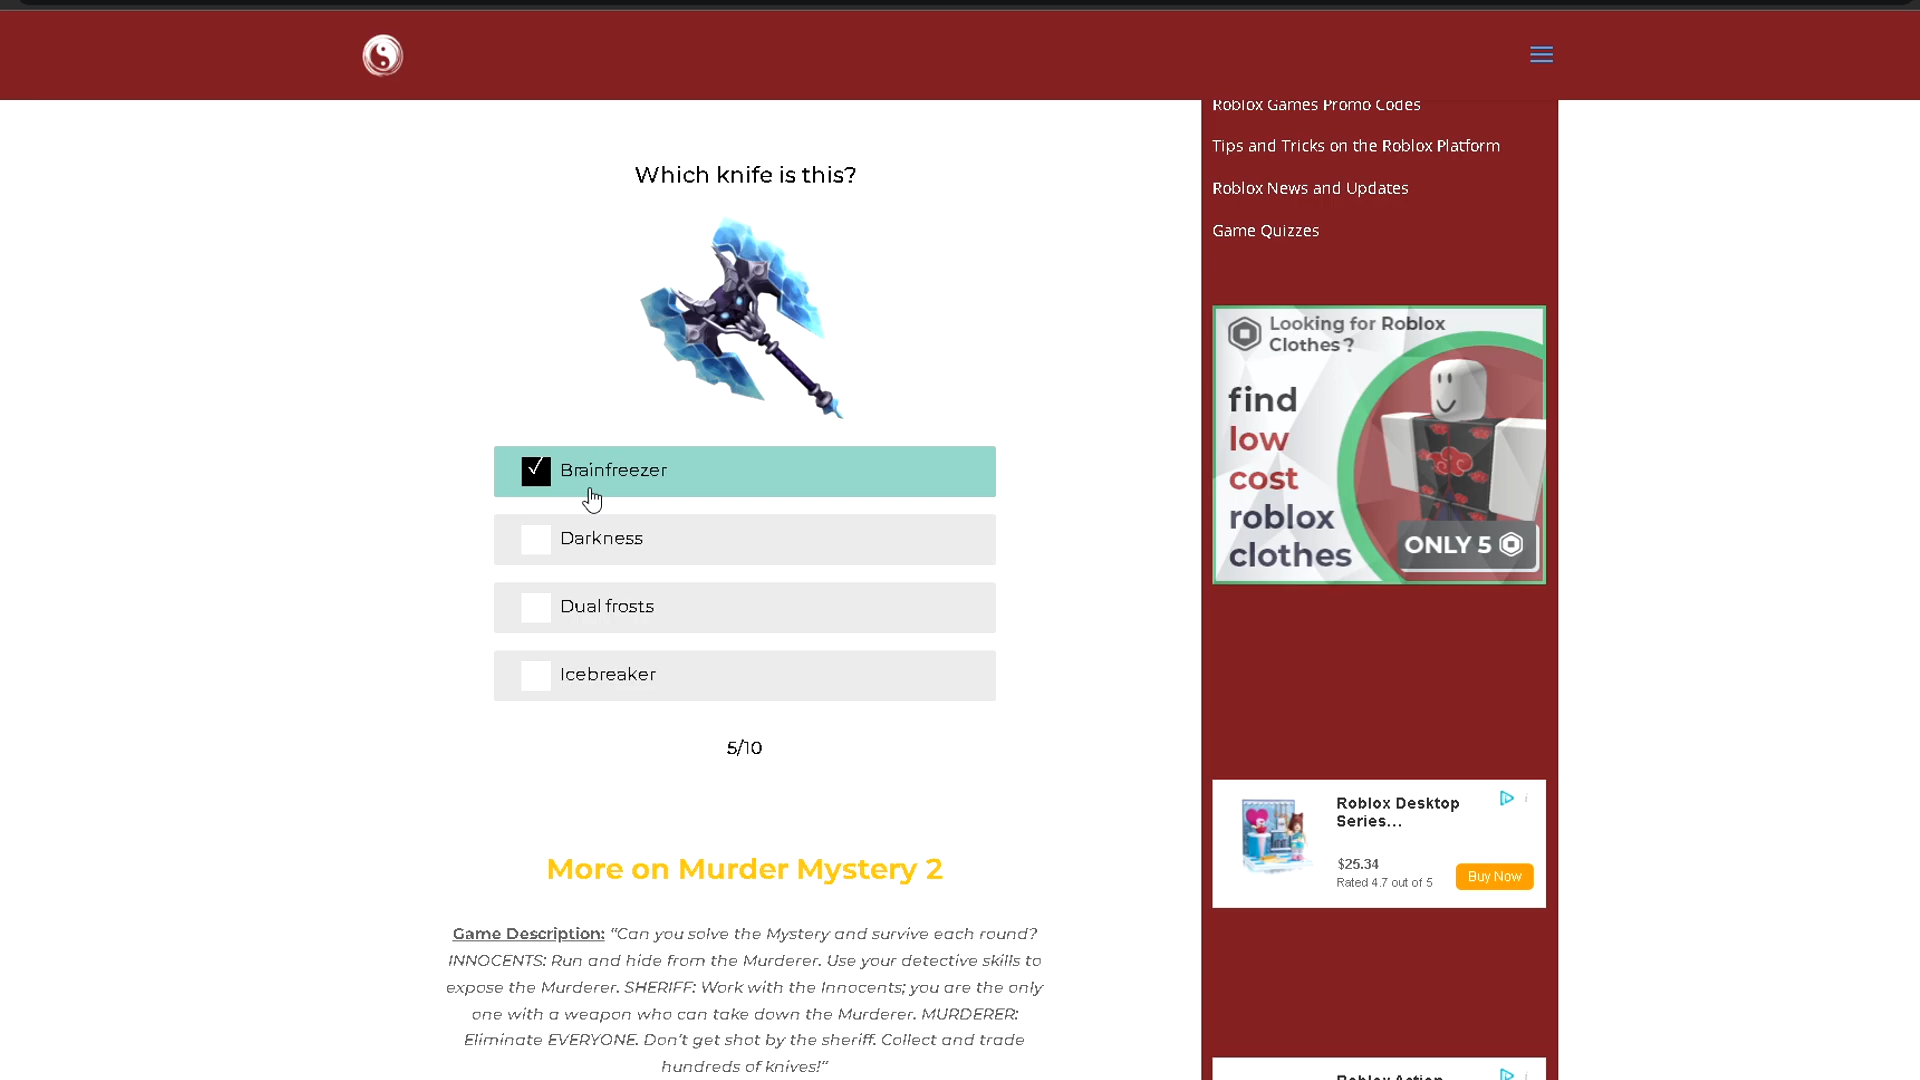 Roblox Games Promo Codes
Tips and Tricks on the Roblox Platform
Roblox News and Updates
Game Quizzes
Which knife is this?
Brainfreezer
Darkness
Dual frosts
Icebreaker
5/10
More on Murder Mystery 2
Game Description: “Can you solve the Mystery and survive each round?
INNOCENTS: Run and hide from the Murderer. Use your detective skills to
expose the Murderer. SHERIFF: Work with the Innocents; you are the only
one with a weapon who can take down the Murderer. MURDERER:
Eliminate EVERYONE. Don’t get shot by the sheriff. Collect and trade
hundreds of knives!“
Looking for Roblox
Clothes?
find
low
cost
roblox
clothes
ONLY 5
Roblox Desktop
Series...
$25.34
Rated 4.7 out of 5
Buy Now
Roblox Action